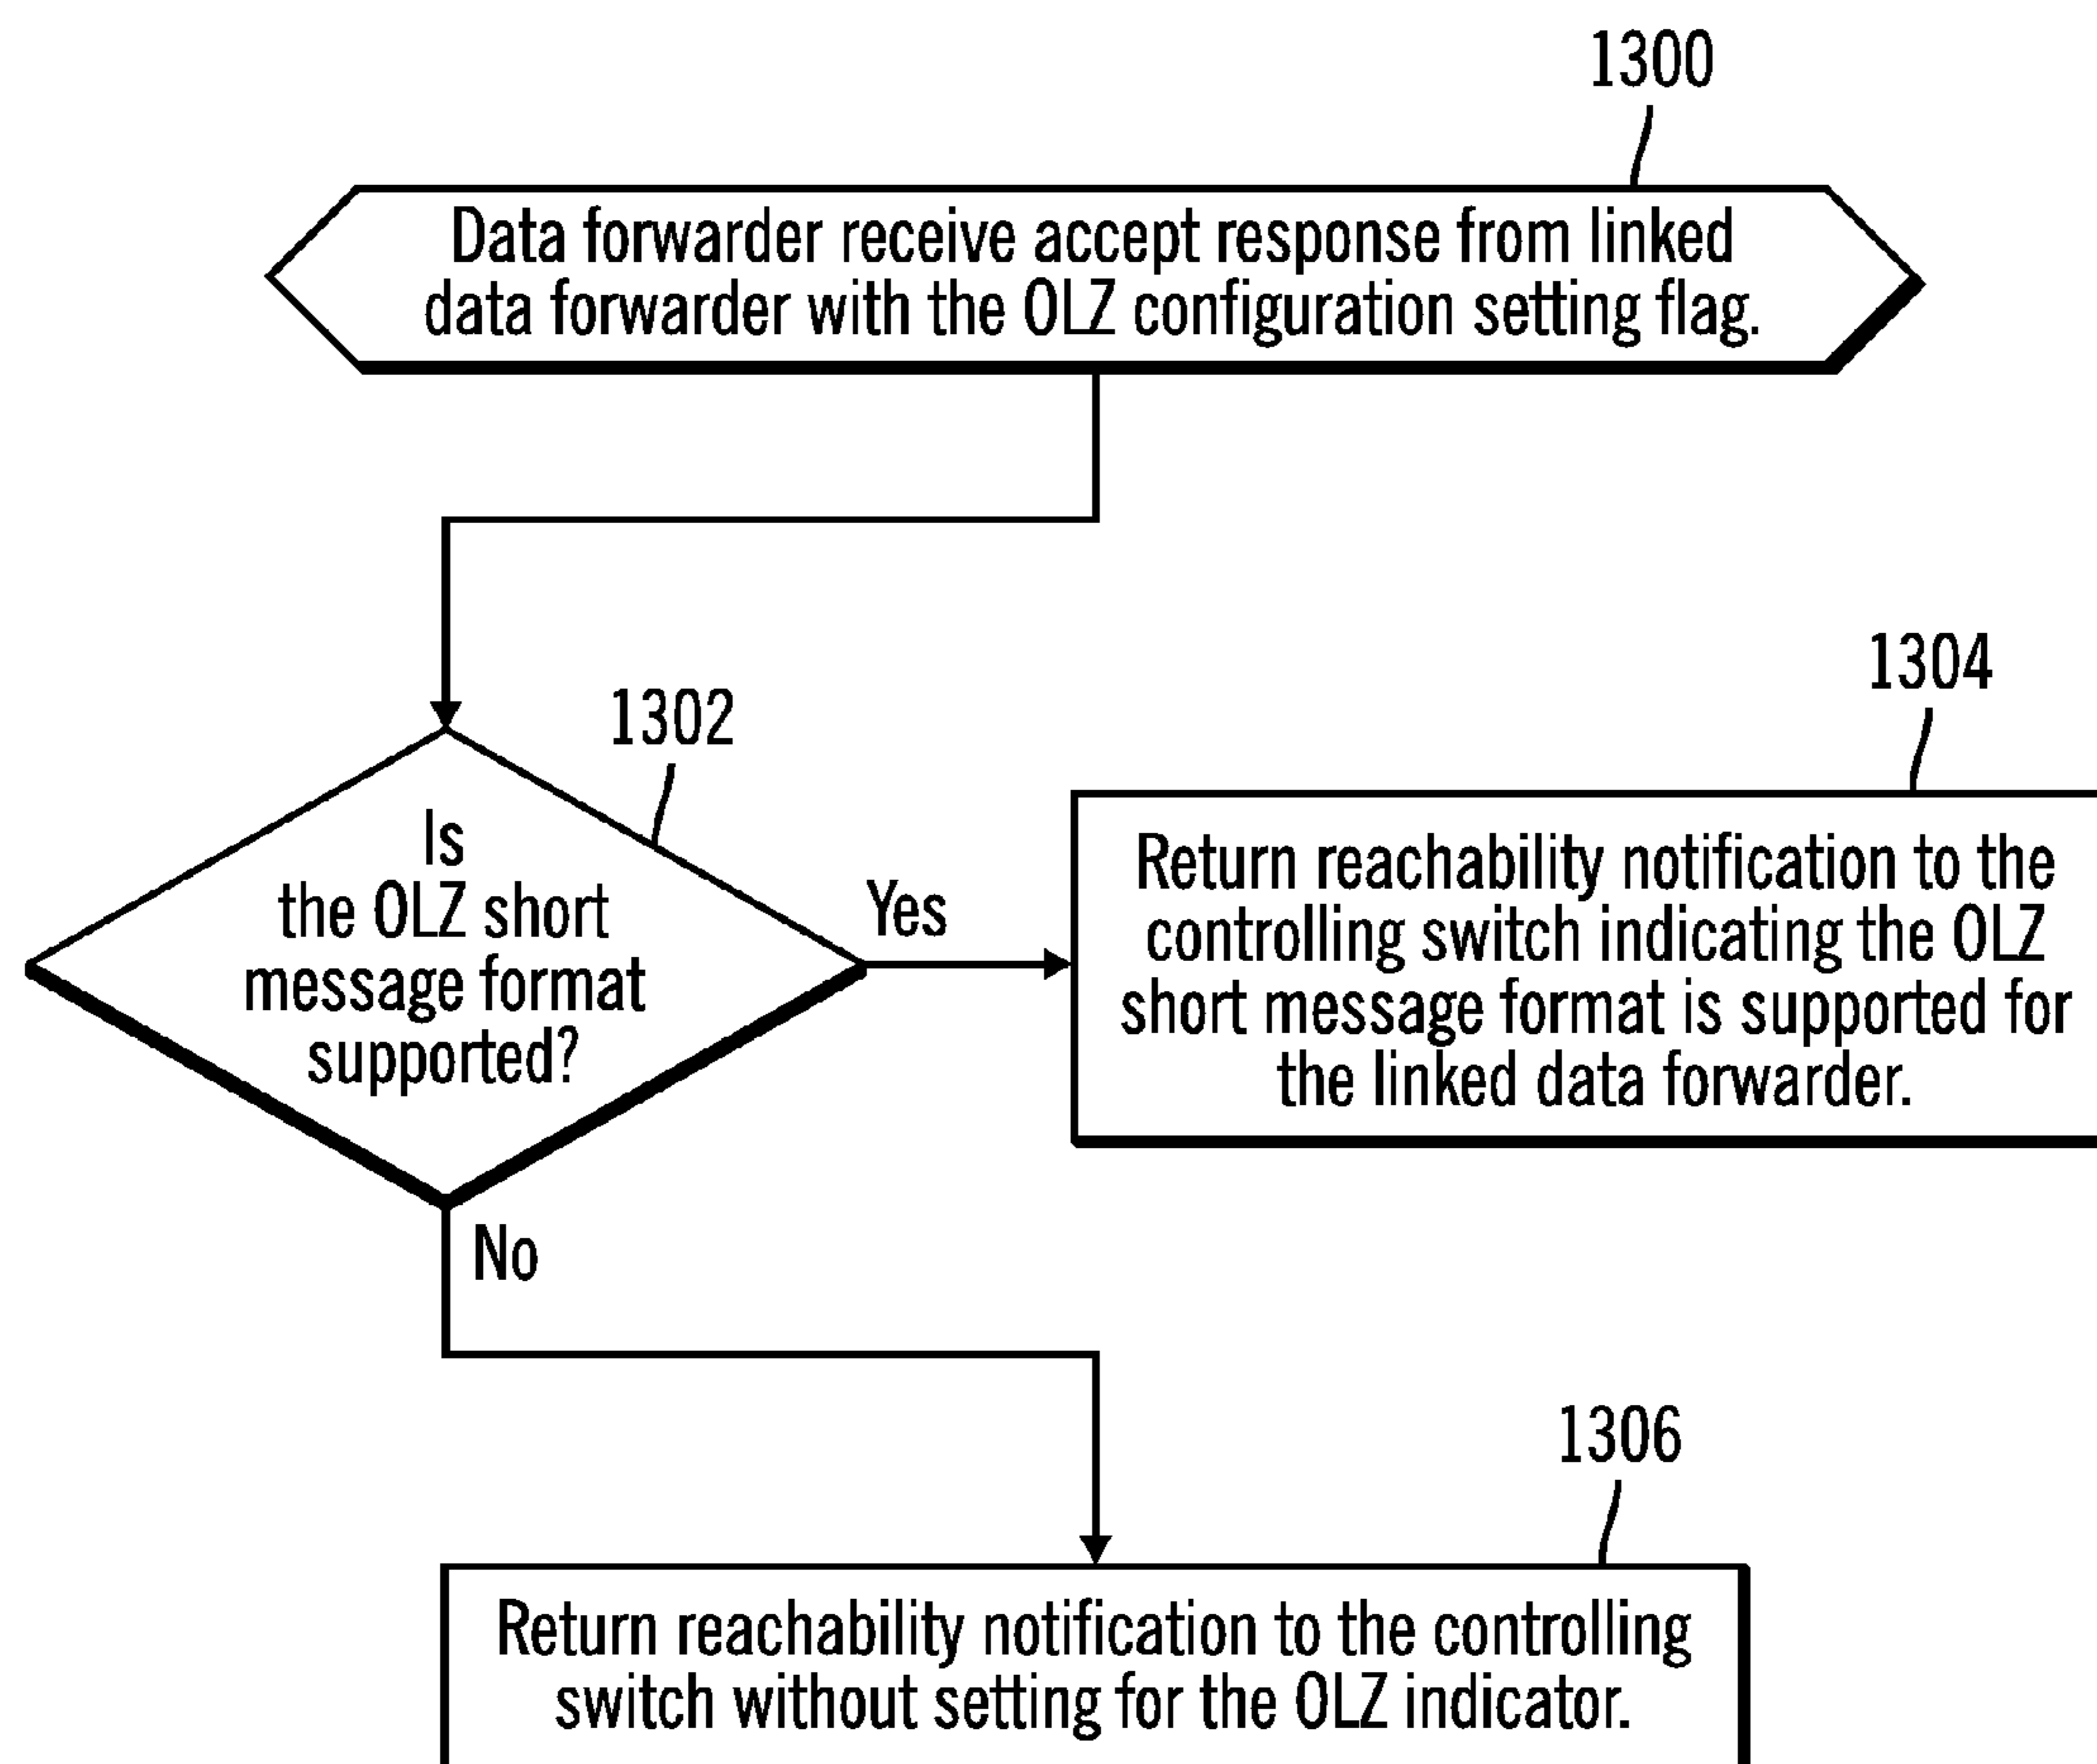 1300
Data forwarder receive accept response from linked
data forwarder with the OLZ configuration setting flag.
1302
Is
the OLZ short
message format
supported?
Yes
1304
Return reachability notification to the
controlling switch indicating the OLZ
short message format is supported for
the linked data forwarder.
No
1306
Return reachability notification to the controlling
switch without setting for the OLZ indicator.